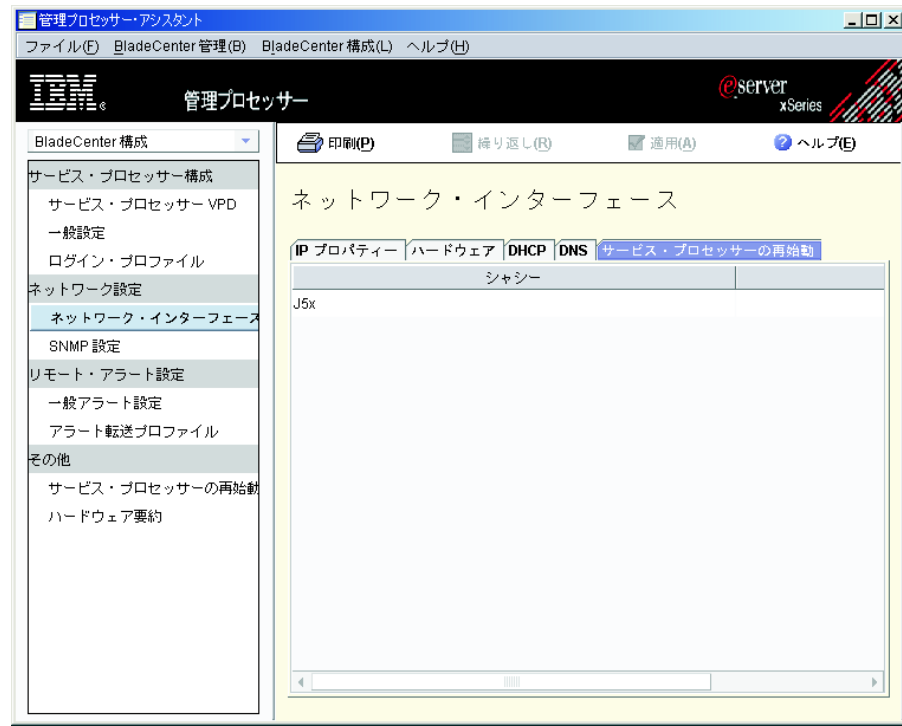 管理プロセッサー・アシスタント
ファイル(F) BladeCenter 管理(B) BladeCenter 構成(L) ヘルプ(H)
IBM® 管理プロセッサー
eserver
xSeries
BladeCenter 構成
印刷(P) 繰り返し(R) 適用(A) ヘルプ(E)
サービス・プロセッサー構成
サービス・プロセッサー VPD
一般設定
ログイン・プロファイル
ネットワーク設定
ネットワーク・インターフェース
SNMP 設定
リモート・アラート設定
一般アラート設定
アラート転送プロファイル
その他
サービス・プロセッサーの再始動
ハードウェア要約
ネットワーク・インターフェース
IP プロパティー ハードウェア DHCP DNS サービス・プロセッサーの再始動
シャシー
J5x